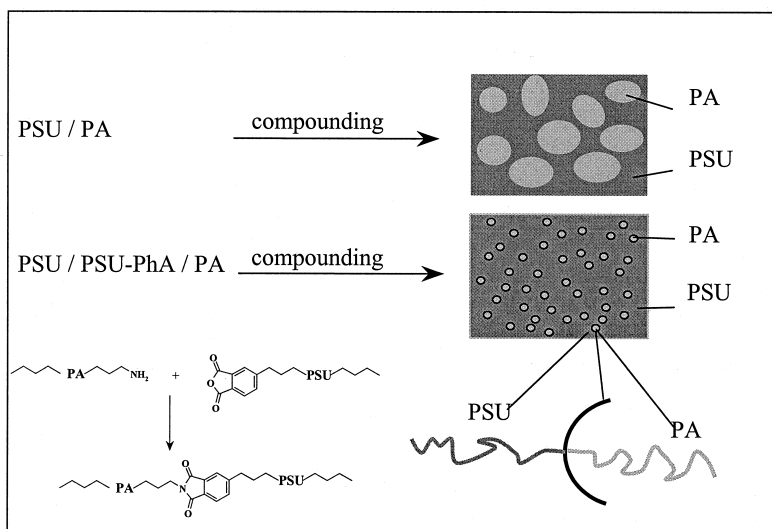 PSU / PA
compounding
PA
PSU
PSU / PSU-PhA / PA
compounding
PA
PSU
PA
NH2
+
O
O
O
PSU
PSU
PA
PA
N
O
O
PSU